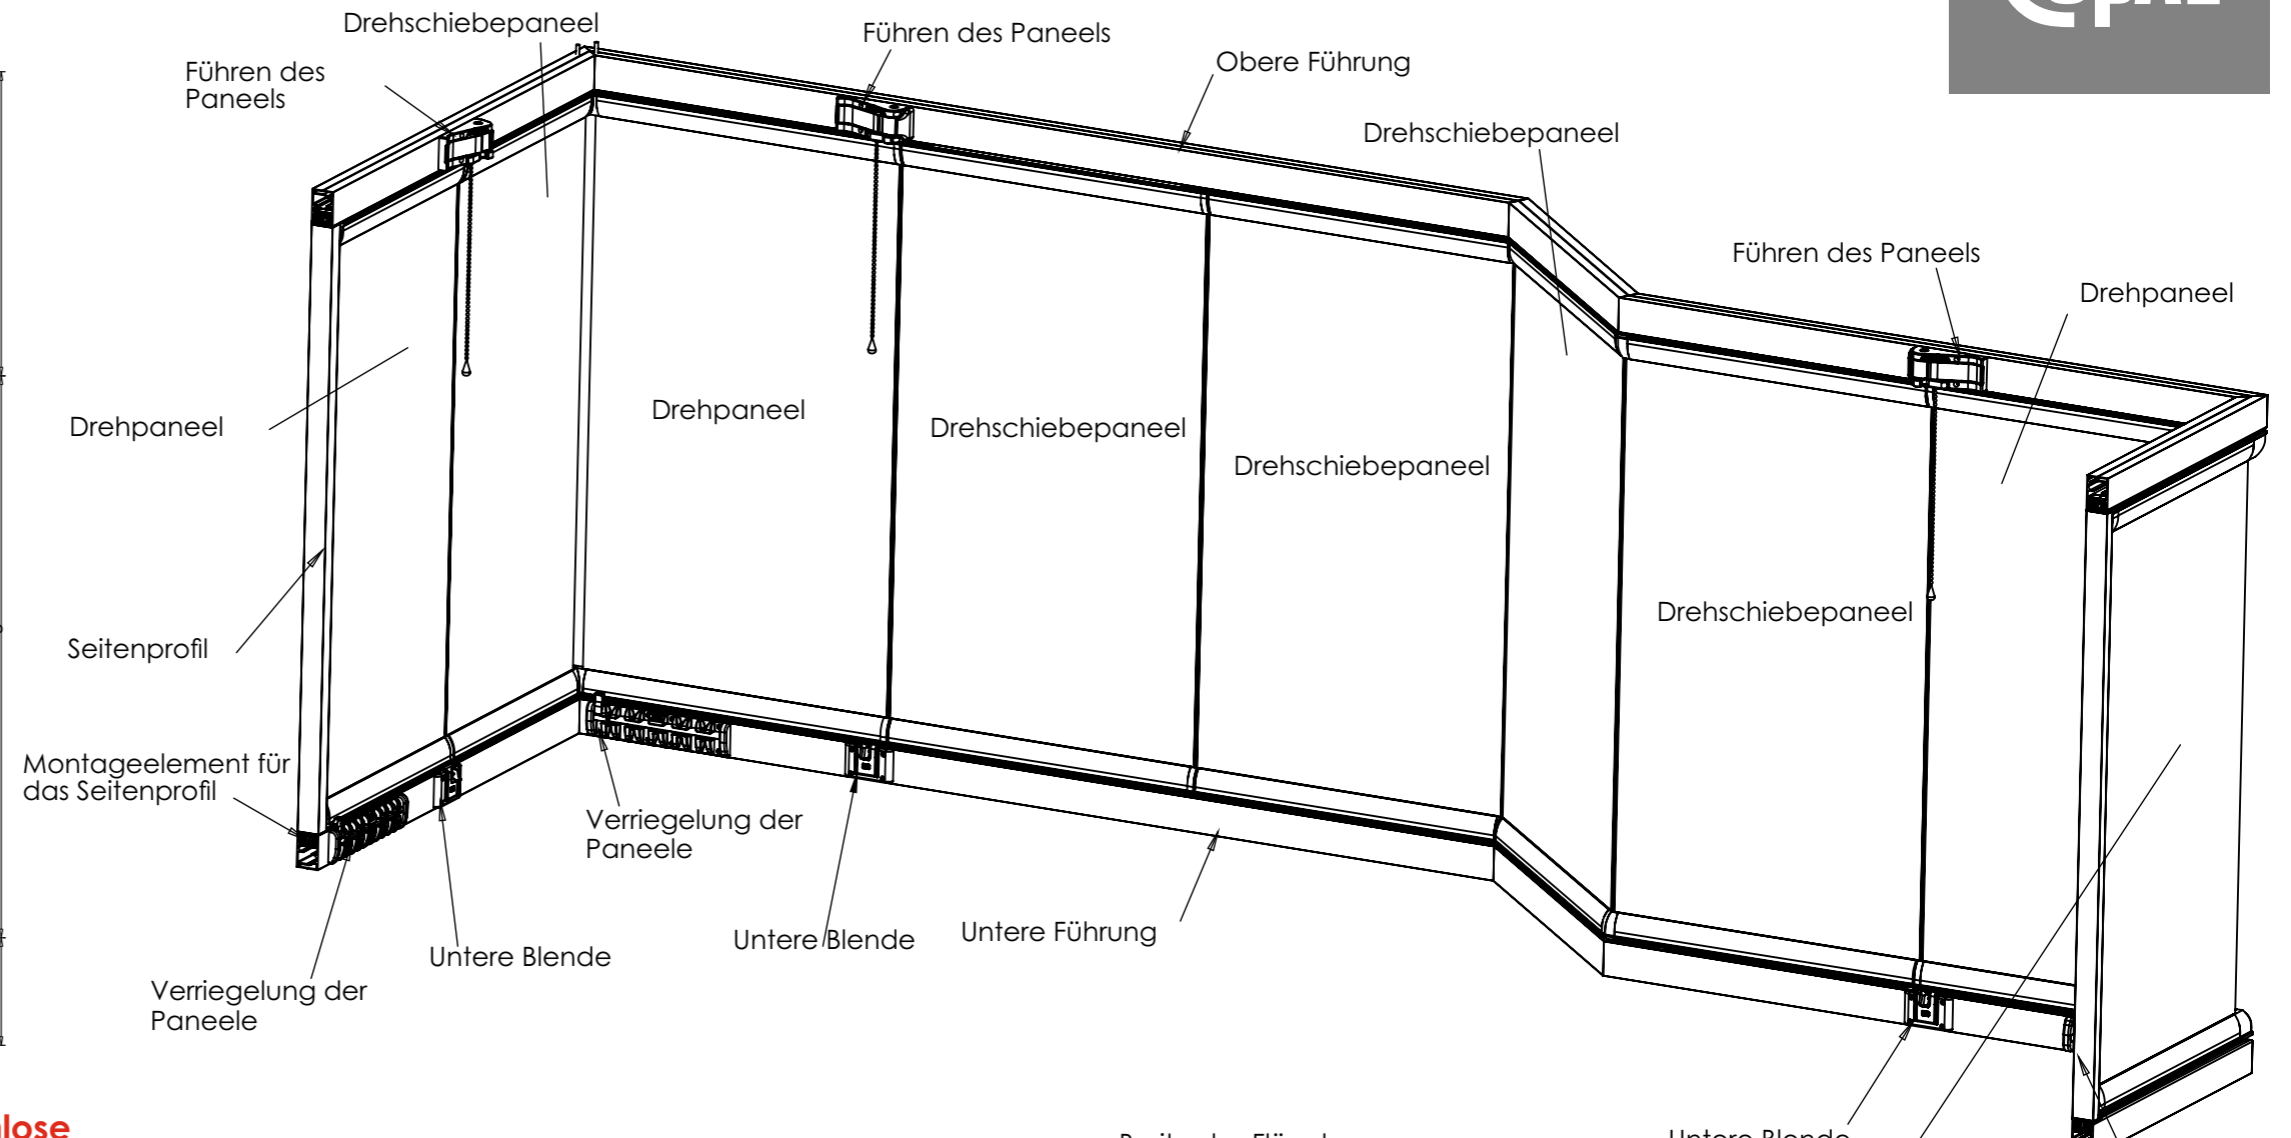 Drehschiebepaneel
Führen des Paneels
Obere Führung
Führen des
Paneels
Drehschiebepaneel
Führen des Paneels
Drehpaneel
Drehpaneel
Drehpaneel
Drehschiebepaneel
Drehschiebepaneel
Drehschiebepaneel
Seitenprofil
Montageelement für
das Seitenprofil
Verriegelung der
Paneele
Untere Blende
Untere Führung
Untere Blende
Verriegelung der
Paneele